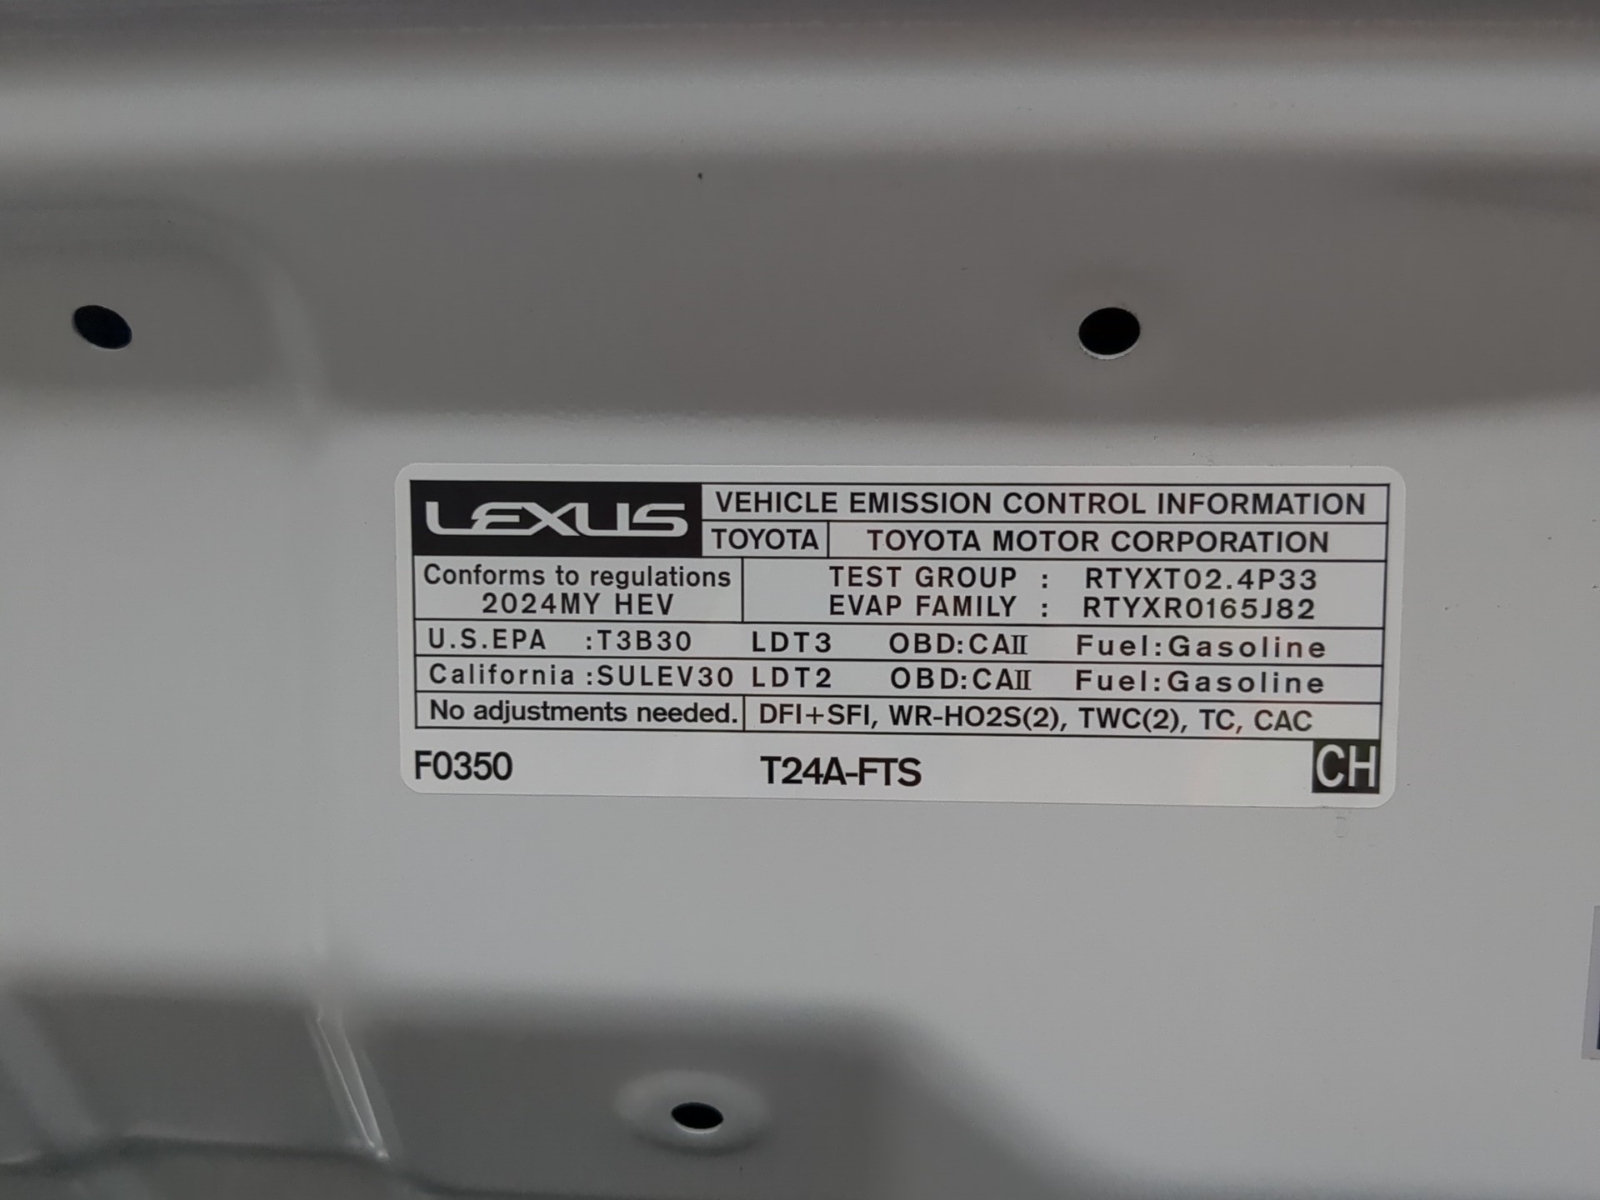 LEXUS VEHICLE EMISSION CONTROL INFORMATION
TOYOTA TOYOTA MOTOR CORPORATION
Conforms to regulations TEST GROUP : RTYXT02.4P33
2024MY HEV EVAP FAMILY : RTYXR0165J82
U.S.EPA :T3B30 LDT3 OBD:CAII Fuel:Gasoline
California :SULEV30 LDT2 OBD:CAII Fuel:Gasoline
No adjustments needed. DFI+SFI, WR-HO2S(2), TWC(2), TC, CAC
F0350 T24A-FTS CH